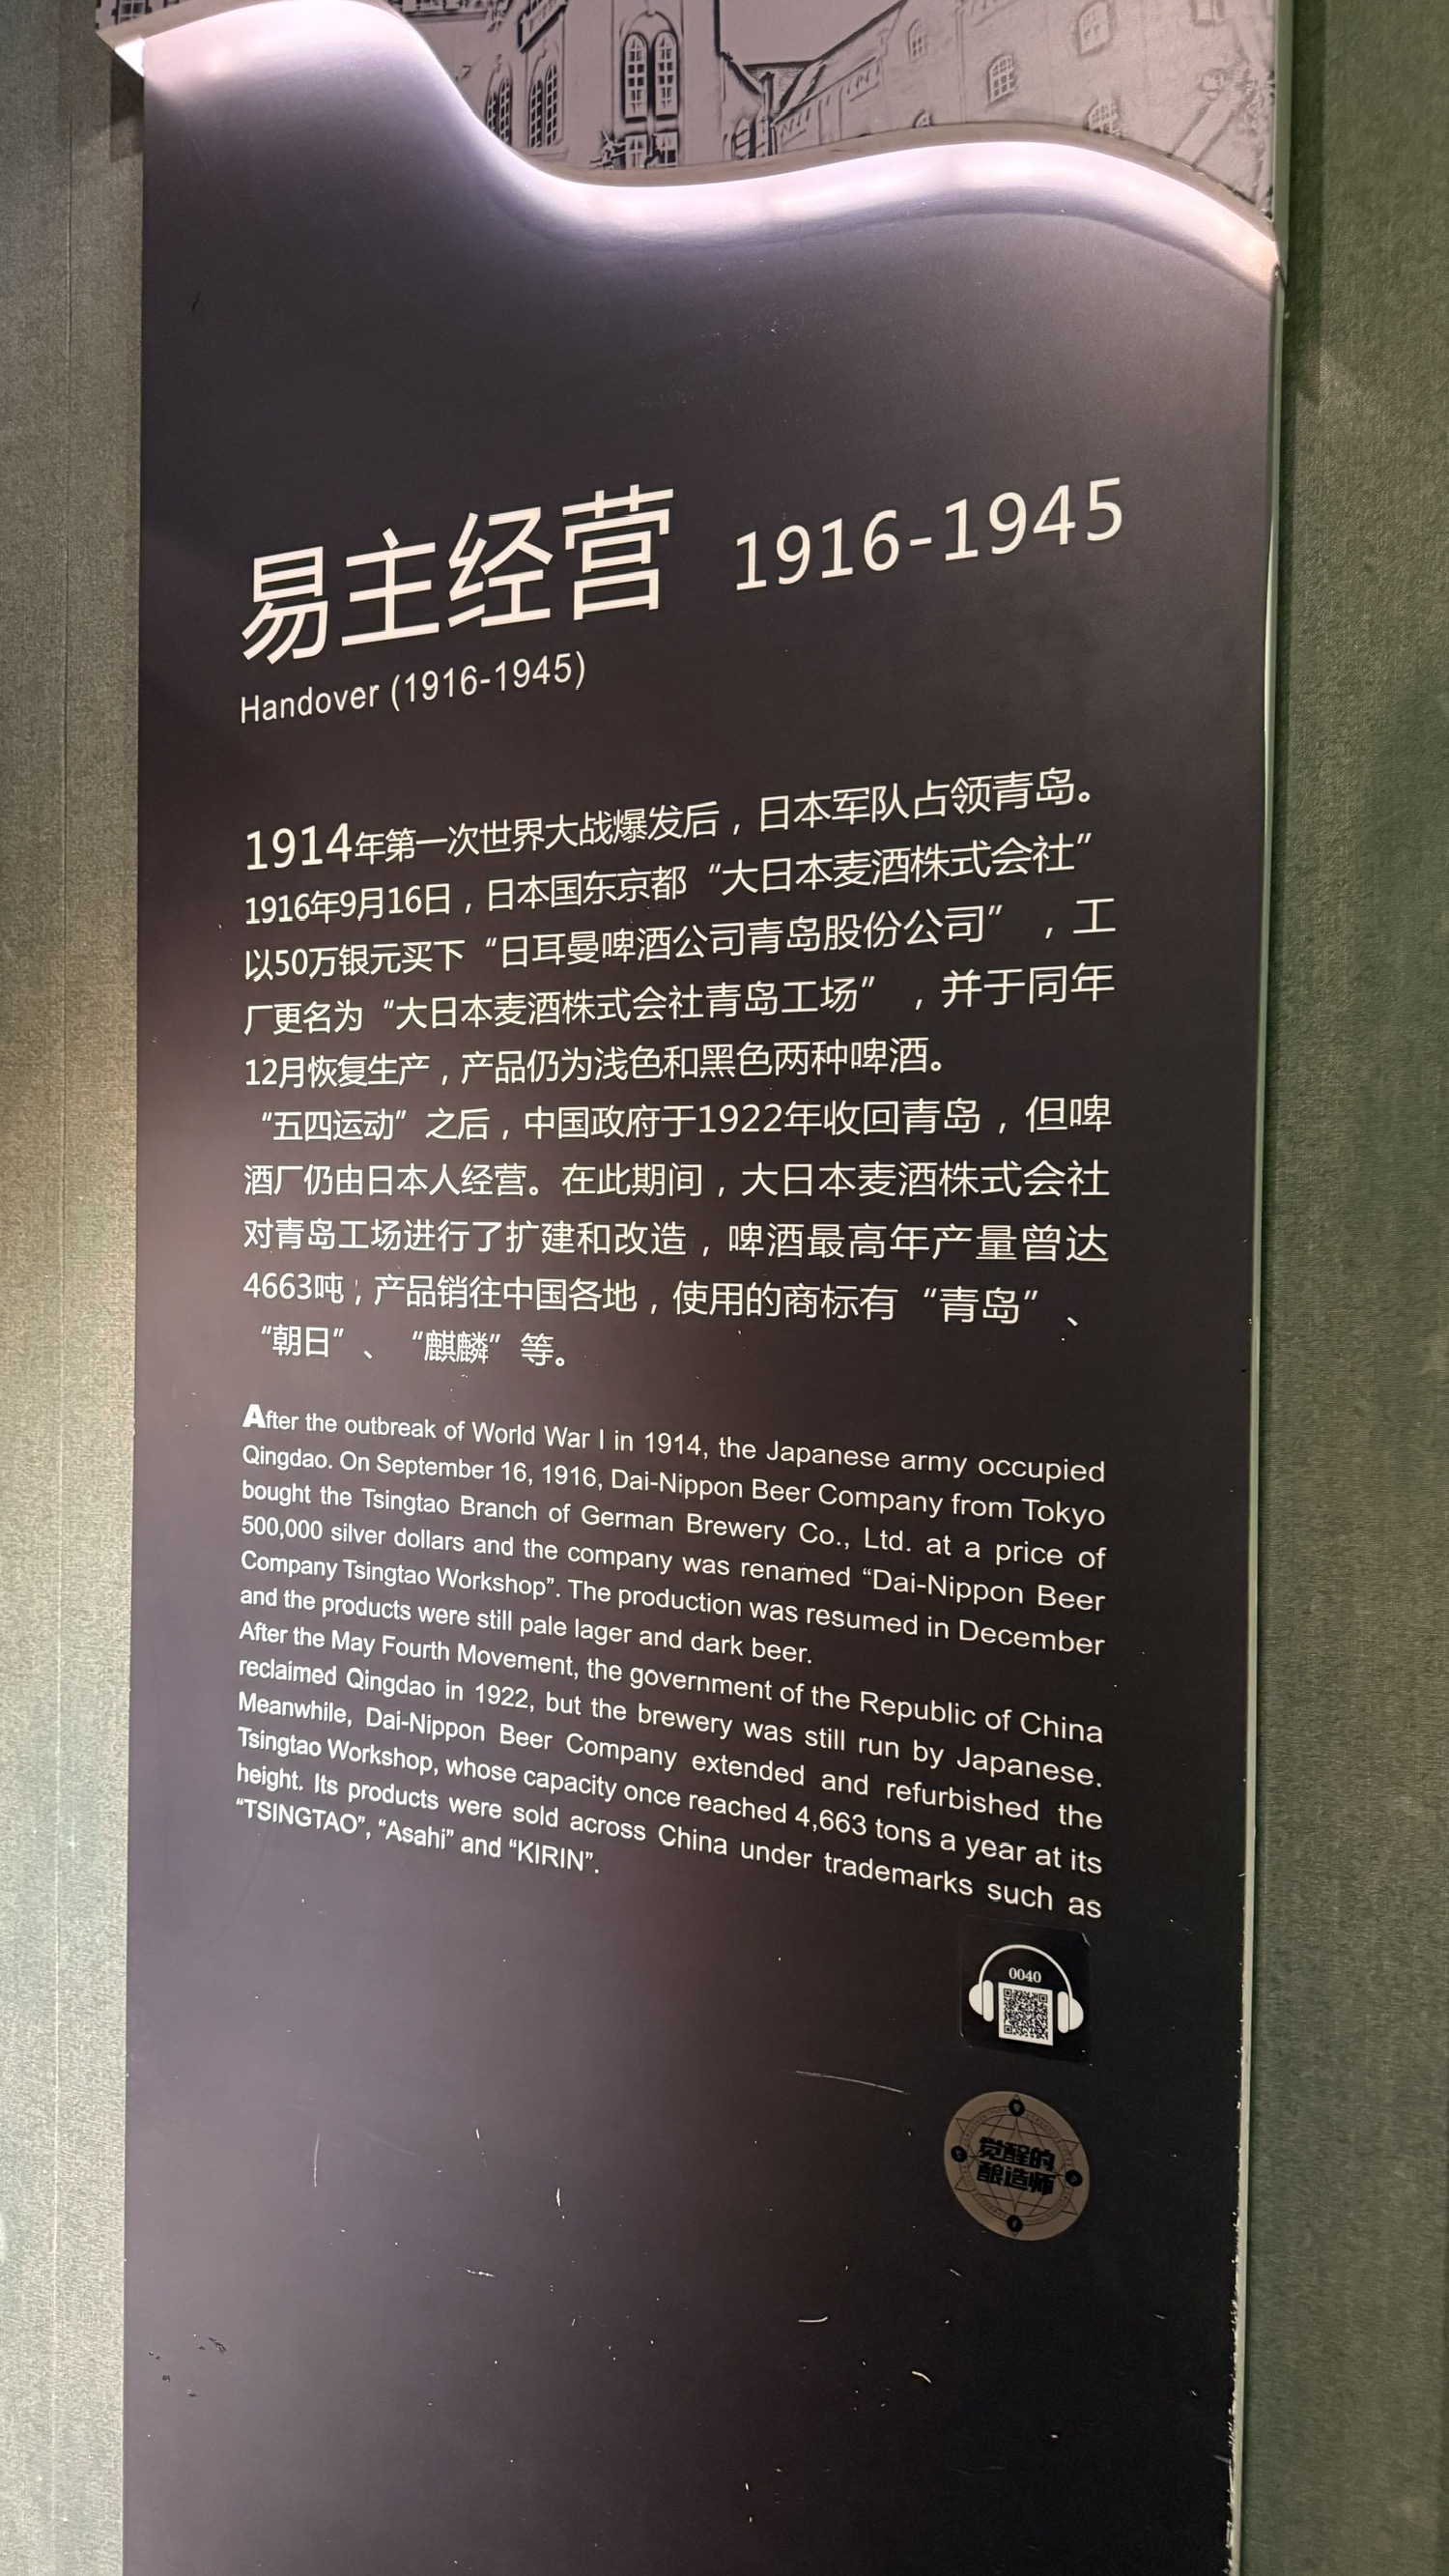 易主经营 1916-1945
Handover (1916-1945)
1914年第一次世界大战爆发后，日本军队占领青岛。
1916年9月16日，日本国东京都“大日本麦酒株式会社”
以50万银元买下“日耳曼啤酒公司青岛股份公司”，工
厂更名为“大日本麦酒株式会社青岛工场”，并于同年
12月恢复生产，产品仍为浅色和黑色两种啤酒。
“五四运动”之后，中国政府于1922年收回青岛，但啤
酒厂仍由日本人经营。在此期间，大日本麦酒株式会社
对青岛工场进行了扩建和改造，啤酒最高年产量曾达
4663吨；产品销往中国各地，使用的商标有“青岛”、
“朝日”、“麒麟”等。
After the outbreak of World War I in 1914, the Japanese army occupied
Qingdao. On September 16, 1916, Dai-Nippon Beer Company from Tokyo
bought the Tsingtao Branch of German Brewery Co., Ltd. at a price of
500,000 silver dollars and the company was renamed “Dai-Nippon Beer
Company Tsingtao Workshop”. The production was resumed in December
and the products were still pale lager and dark beer.
After the May Fourth Movement, the government of the Republic of China
reclaimed Qingdao in 1922, but the brewery was still run by Japanese.
Meanwhile, Dai-Nippon Beer Company extended and refurbished the
Tsingtao Workshop, whose capacity once reached 4,663 tons a year at its
height. Its products were sold across China under trademarks such as
“TSINGTAO”, “Asahi” and “KIRIN”.
0040
觉醒的
酿造师